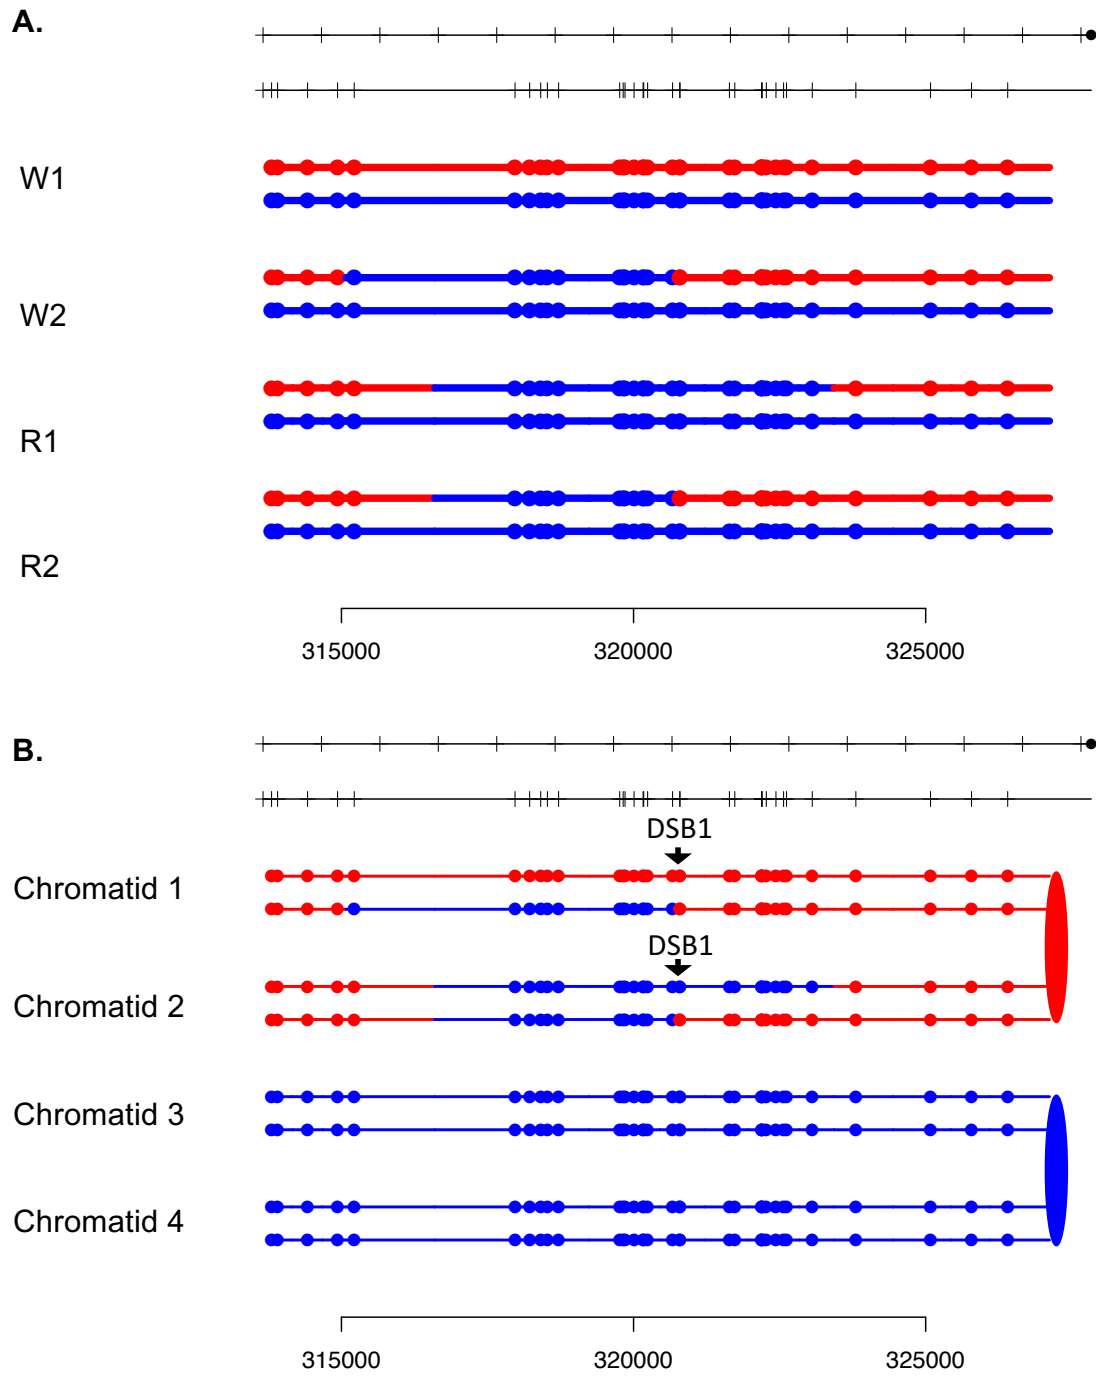 A.
W1
W2
R1
R2
315000 320000 325000
B.
DSB1
Chromatid 1
DSB1
Chromatid 2
Chromatid 3
Chromatid 4
315000 320000 325000